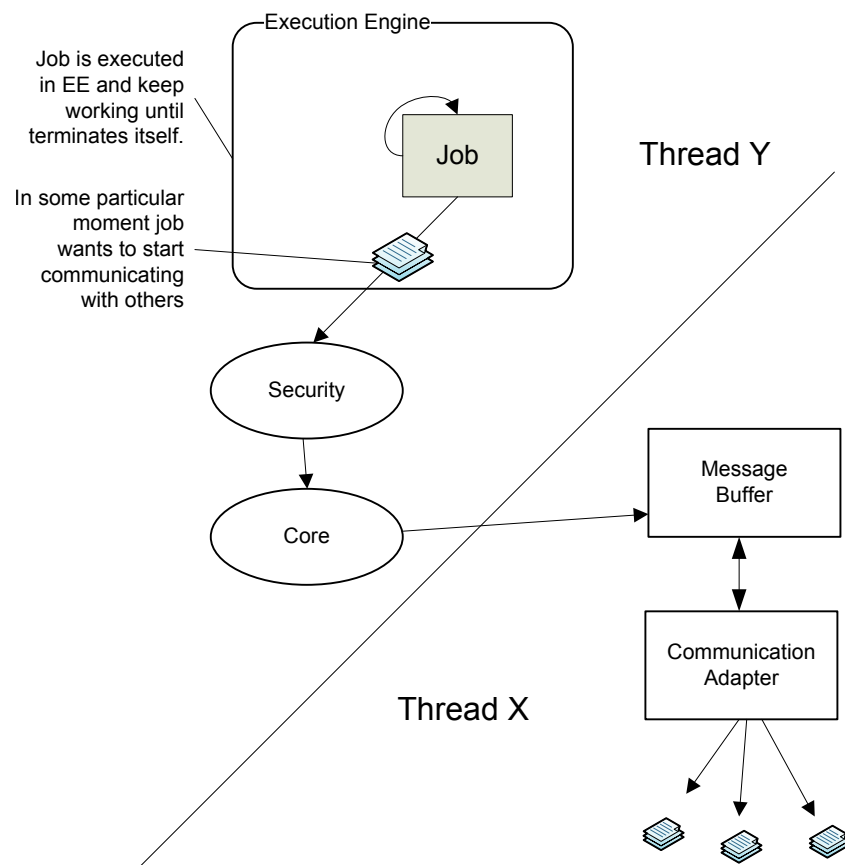 Execution Engine
Job is executed
in EE and keep
working until
terminates itself.
Job
Thread Y
In some particular
moment job
wants to start
communicating
with others
Security
Message
Buffer
Core
Communication
Adapter
Thread X